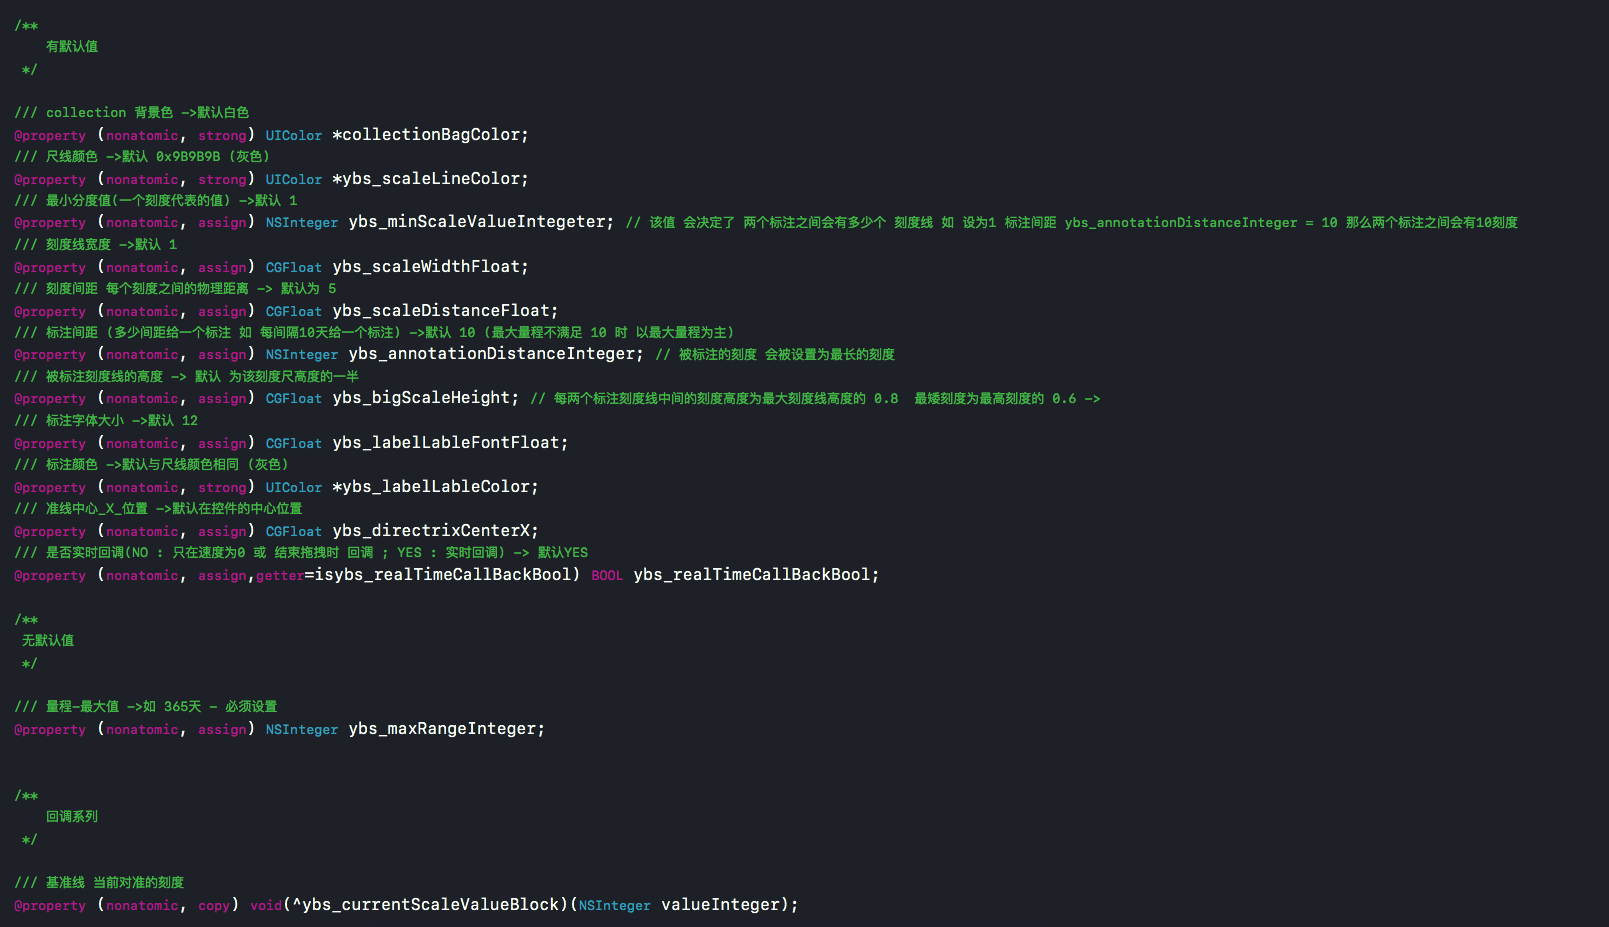 /**
有默认值
*/
/// collection 背景色 ->默认白色
@property (nonatomic, strong) UIColor *collectionBagColor;
/// 尺线颜色 ->默认 0x9B9B9B (灰色)
@property (nonatomic, strong) UIColor *ybs_scaleLineColor;
/// 最小分度值(一个刻度代表的值) ->默认 1
@property (nonatomic, assign) NSInteger ybs_minScaleValueIntegeter; // 该值 会决定了 两个标注之间会有多少个 刻度线 如 设为1 标注间距 ybs_annotationDistanceInteger = 10 那么两个标注之间会有10刻度
/// 刻度线宽度 ->默认 1
@property (nonatomic, assign) CGFloat ybs_scaleWidthFloat;
/// 刻度间距 每个刻度之间的物理距离 -> 默认为 5
@property (nonatomic, assign) CGFloat ybs_scaleDistanceFloat;
/// 标注间距 (多少间距给一个标注 如 每间隔10天给一个标注) ->默认 10 (最大量程不满足 10 时 以最大量程为主)
@property (nonatomic, assign) NSInteger ybs_annotationDistanceInteger; // 被标注的刻度 会被设置为最长的刻度
/// 被标注刻度线的高度 -> 默认 为该刻度尺高度的一半
@property (nonatomic, assign) CGFloat ybs_bigScaleHeight; // 每两个标注刻度线中间的刻度高度为最大刻度线高度的 0.8  最矮刻度为最高刻度的 0.6 ->
/// 标注字体大小 ->默认 12
@property (nonatomic, assign) CGFloat ybs_labelLableFontFloat;
/// 标注颜色 ->默认与尺线颜色相同 (灰色)
@property (nonatomic, strong) UIColor *ybs_labelLableColor;
/// 准线中心_X_位置 ->默认在控件的中心位置
@property (nonatomic, assign) CGFloat ybs_directrixCenterX;
/// 是否实时回调(NO : 只在速度为0 或 结束拖拽时 回调 ; YES : 实时回调) -> 默认YES
@property (nonatomic, assign,getter=isybs_realTimeCallBackBool) BOOL ybs_realTimeCallBackBool;
/**
无默认值
*/
/// 量程-最大值 ->如 365天 - 必须设置
@property (nonatomic, assign) NSInteger ybs_maxRangeInteger;
/**
回调系列
*/
/// 基准线 当前对准的刻度
@property (nonatomic, copy) void(^ybs_currentScaleValueBlock)(NSInteger valueInteger);